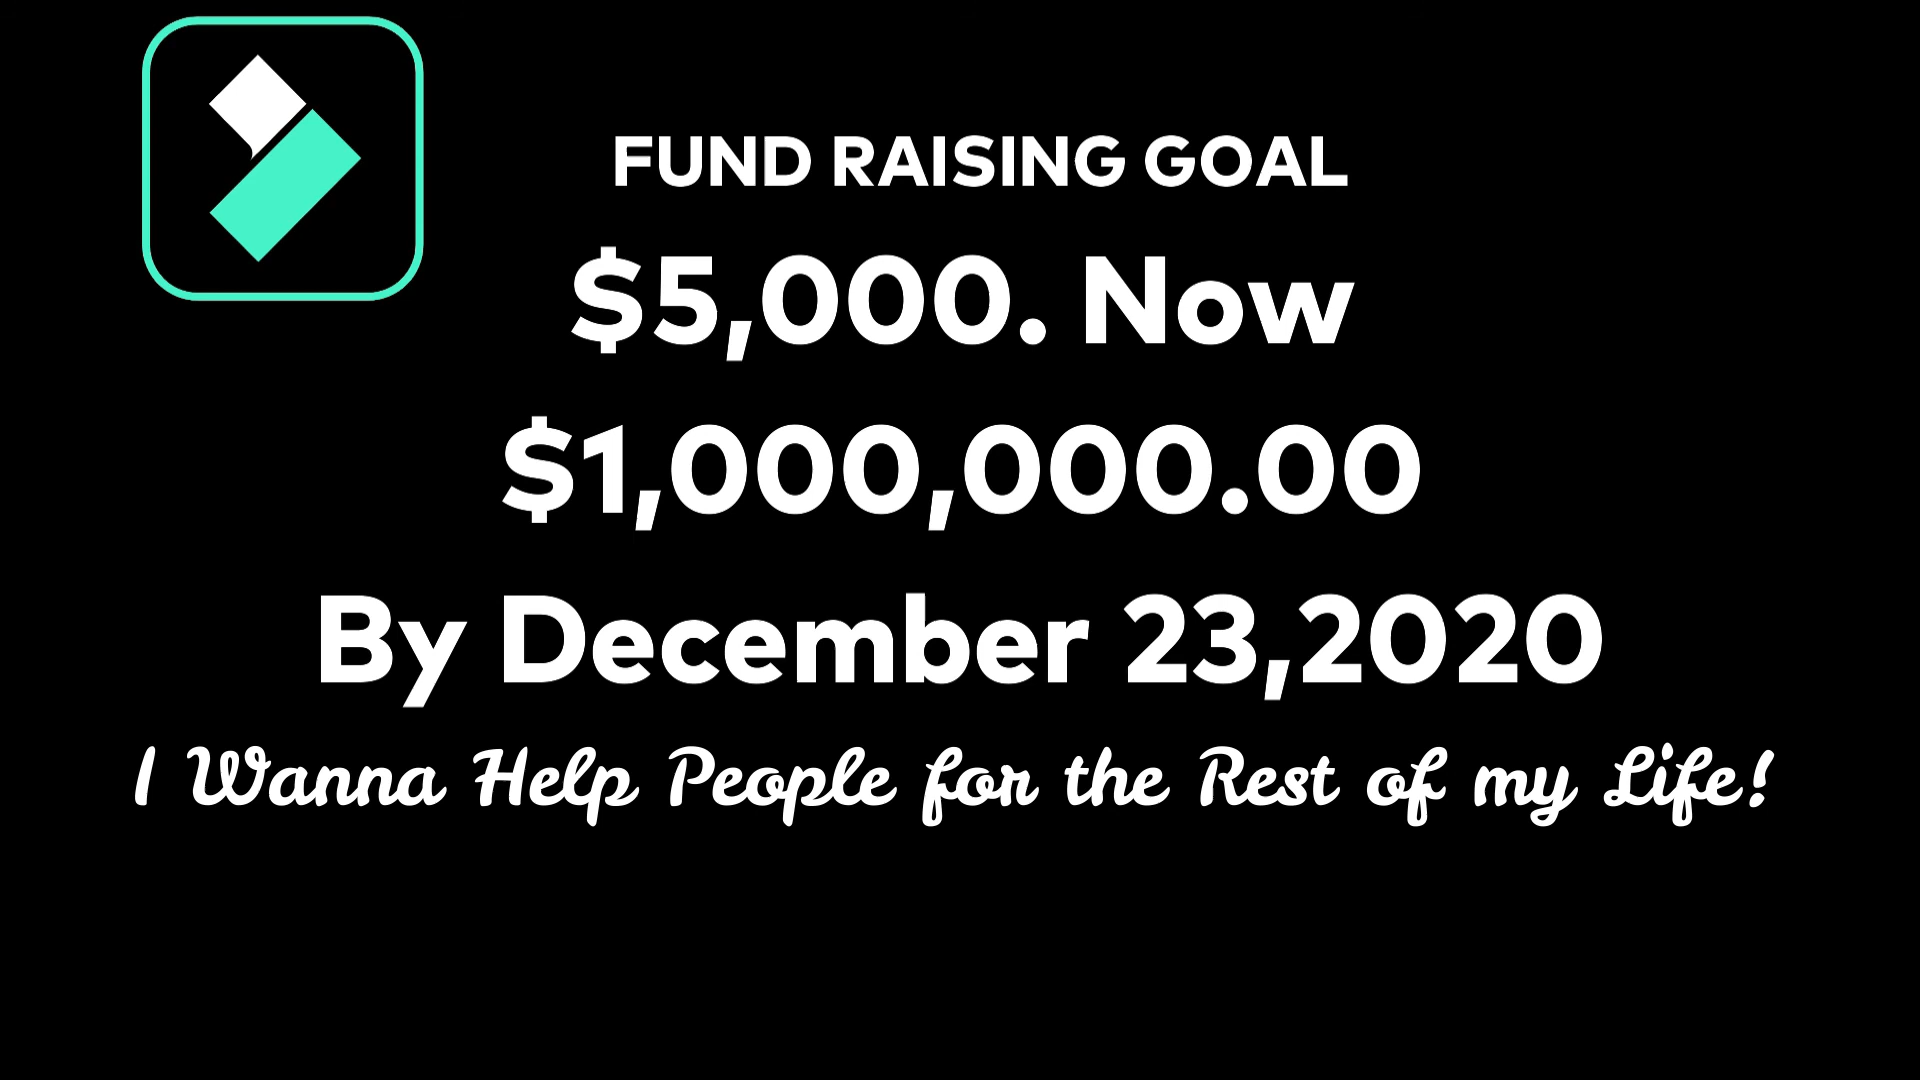 FUND RAISING GOAL
$5,000. Now
$1,000,000.00
By December 23,2020
I Wanna Help People for the Rest of my Life!